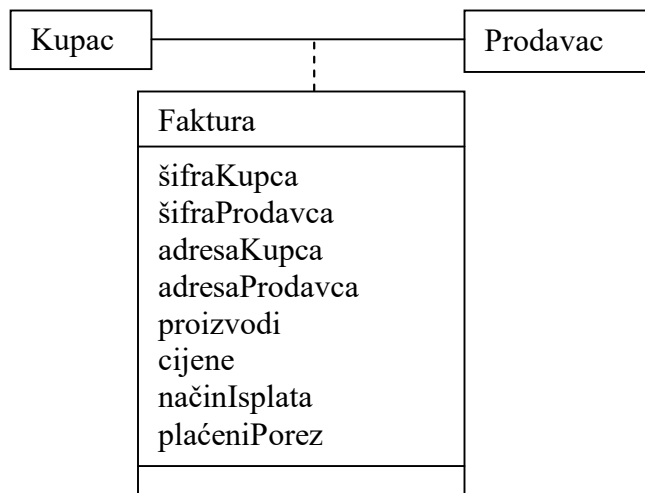 Kupac
Prodavac
Faktura
šifraKupca
šifraProdavca
adresaKupca
adresaProdavca
proizvodi
cijene
načinIsplata
plaćeniPorez